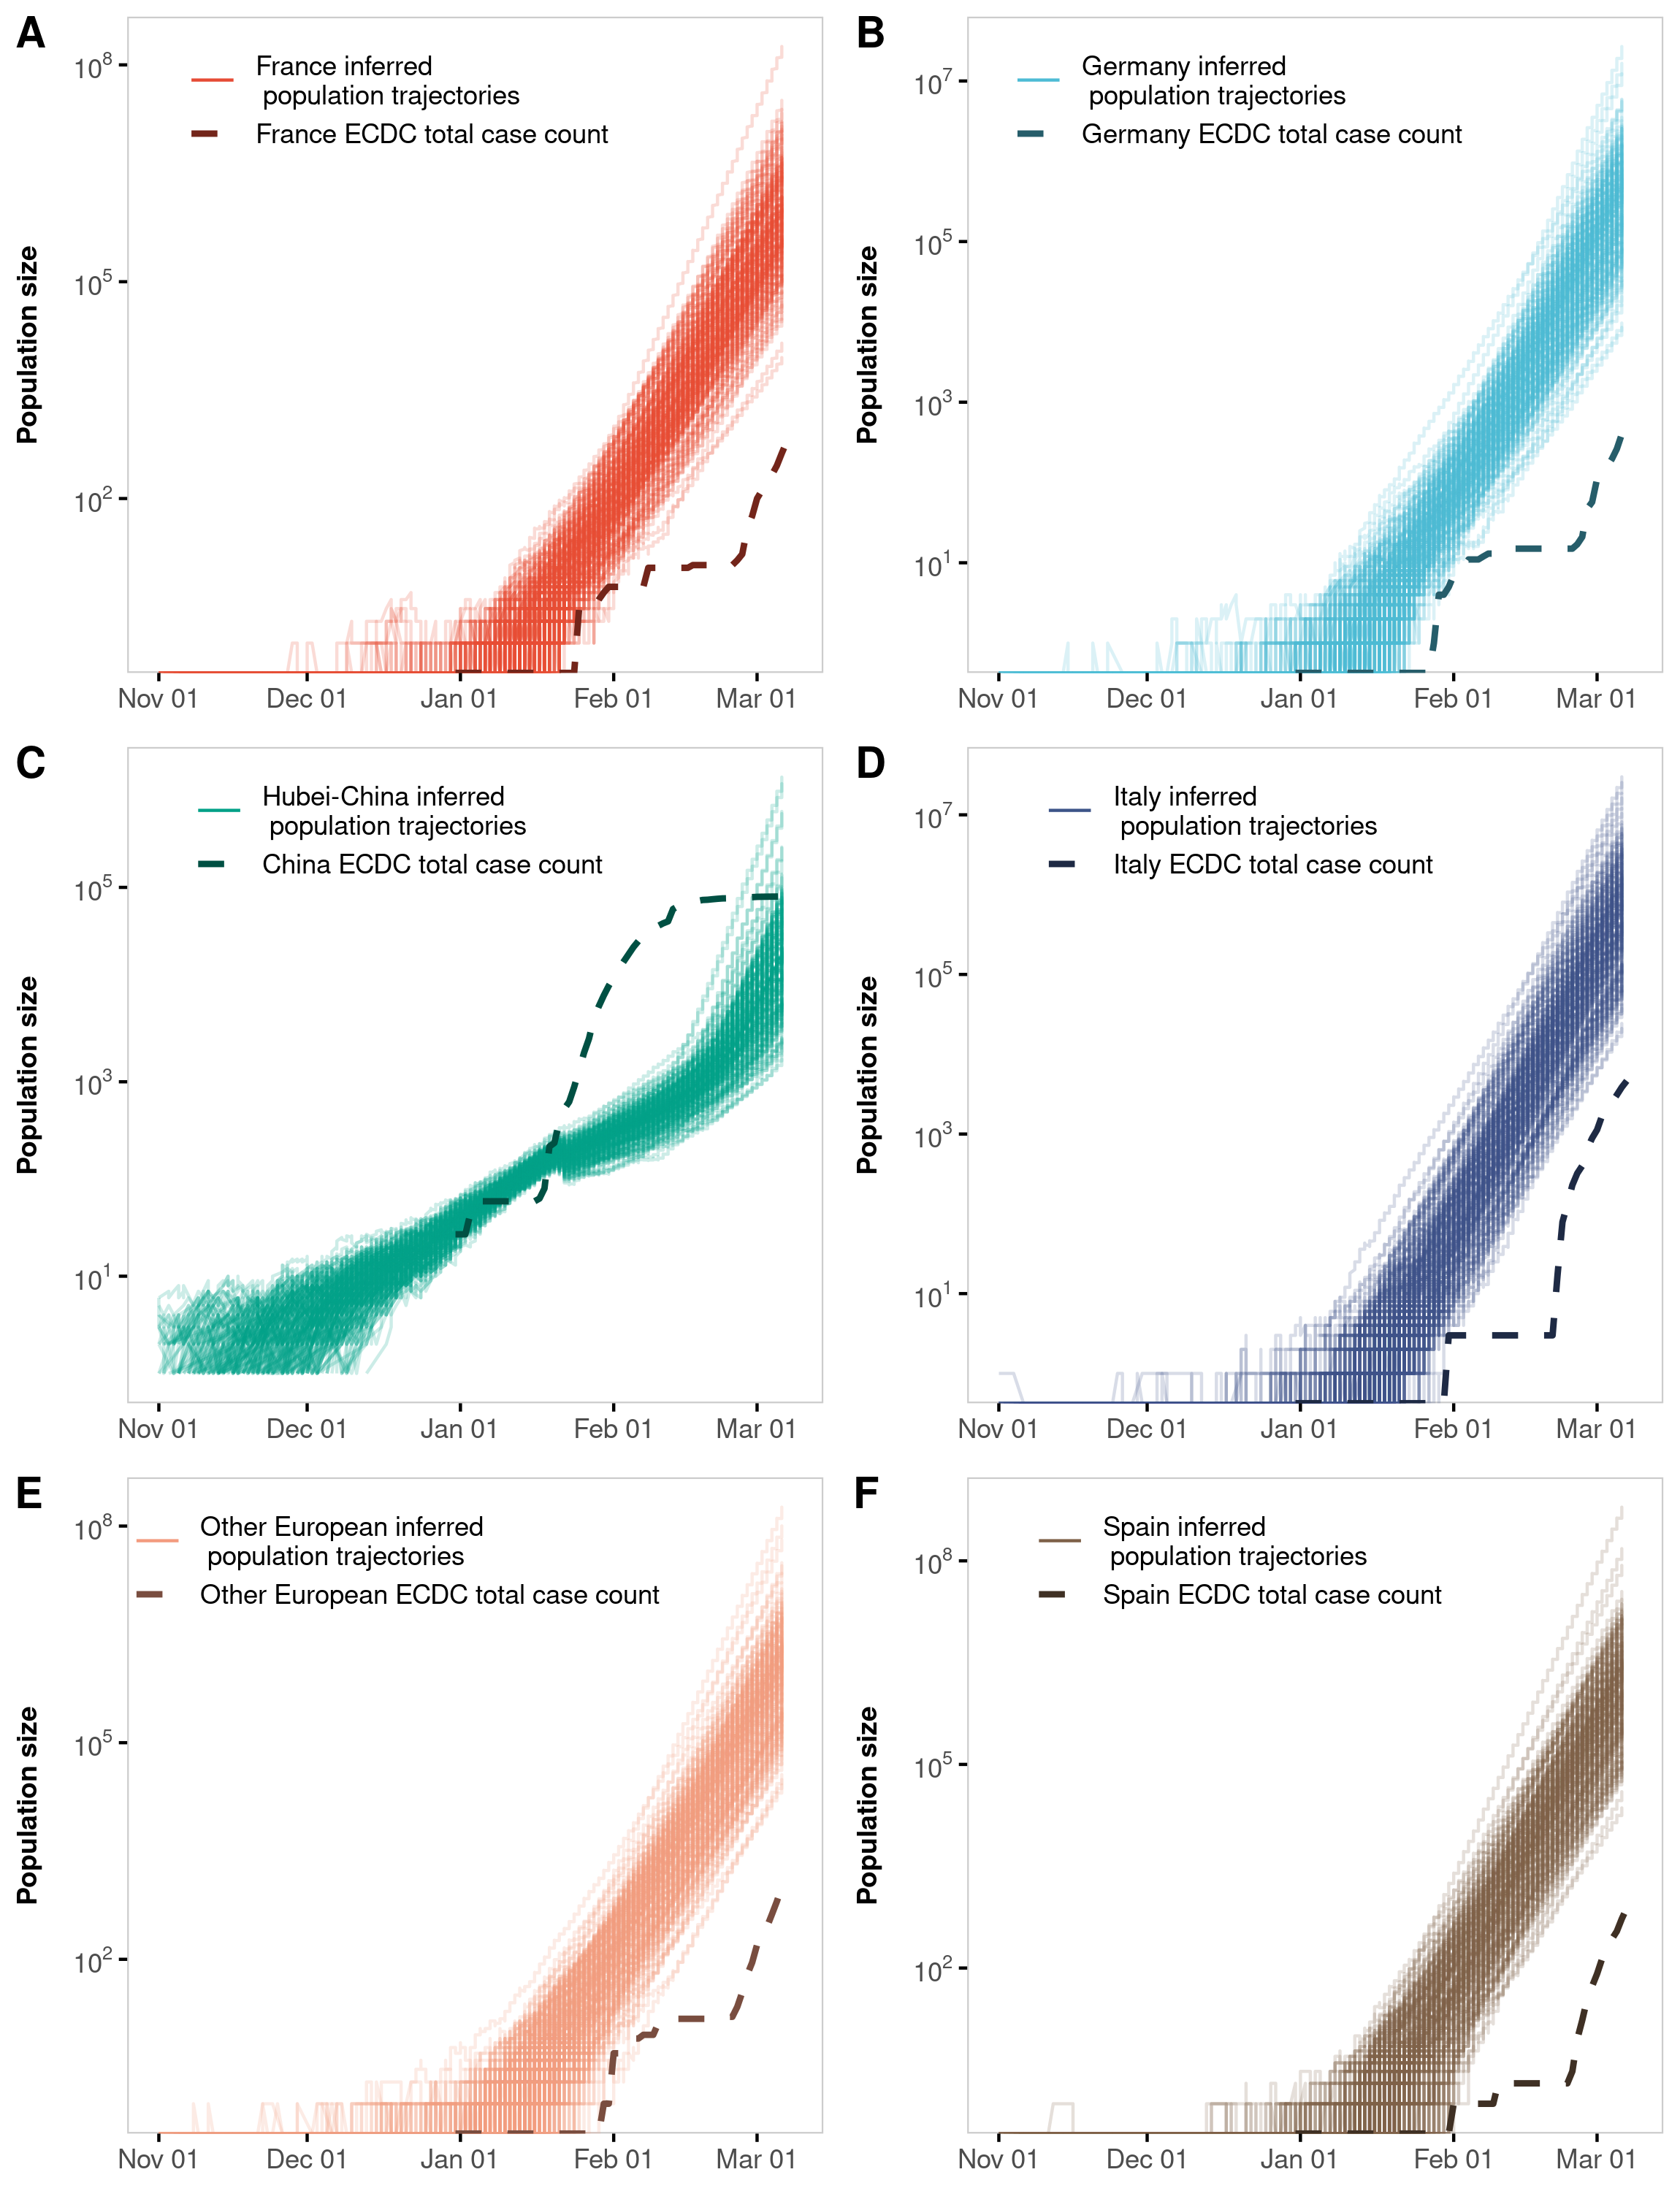 A
Population size
10^8
10^5
10^2
France inferred
population trajectories
France ECDC total case count
Nov 01 Dec 01 Jan 01 Feb 01 Mar 01
B
Population size
10^7
10^5
10^3
10^1
Germany inferred
population trajectories
Germany ECDC total case count
Nov 01 Dec 01 Jan 01 Feb 01 Mar 01
C
Population size
10^5
10^3
10^1
Hubei-China inferred
population trajectories
China ECDC total case count
Nov 01 Dec 01 Jan 01 Feb 01 Mar 01
D
Population size
10^7
10^5
10^3
10^1
Italy inferred
population trajectories
Italy ECDC total case count
Nov 01 Dec 01 Jan 01 Feb 01 Mar 01
E
Population size
10^8
10^5
10^2
Other European inferred
population trajectories
Other European ECDC total case count
Nov 01 Dec 01 Jan 01 Feb 01 Mar 01
F
Population size
10^8
10^5
10^2
Spain inferred
population trajectories
Spain ECDC total case count
Nov 01 Dec 01 Jan 01 Feb 01 Mar 01